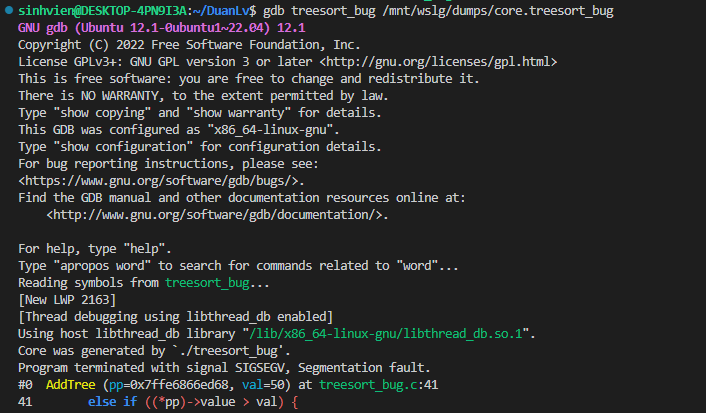 sinhvien@DESKTOP-4PN9I3A:~/DuanLv$ gdb treesort_bug /mnt/wslg/dumps/core.treesort_bug
GNU gdb (Ubuntu 12.1-0ubuntu1~22.04) 12.1
Copyright (C) 2022 Free Software Foundation, Inc.
License GPLv3+: GNU GPL version 3 or later <http://gnu.org/licenses/gpl.html>
This is free software: you are free to change and redistribute it.
There is NO WARRANTY, to the extent permitted by law.
Type "show copying" and "show warranty" for details.
This GDB was configured as "x86_64-linux-gnu".
Type "show configuration" for configuration details.
For bug reporting instructions, please see:
<https://www.gnu.org/software/gdb/bugs/>.
Find the GDB manual and other documentation resources online at:
    <http://www.gnu.org/software/gdb/documentation/>.

For help, type "help".
Type "apropos word" to search for commands related to "word"...
Reading symbols from treesort_bug...
[New LWP 2163]
[Thread debugging using libthread_db enabled]
Using host libthread_db library "/lib/x86_64-linux-gnu/libthread_db.so.1".
Core was generated by `./treesort_bug'.
Program terminated with signal SIGSEGV, Segmentation fault.
#0  AddTree (pp=0x7ffe6866ed68, val=50) at treesort_bug.c:41
41        else if ((*pp)->value > val) {